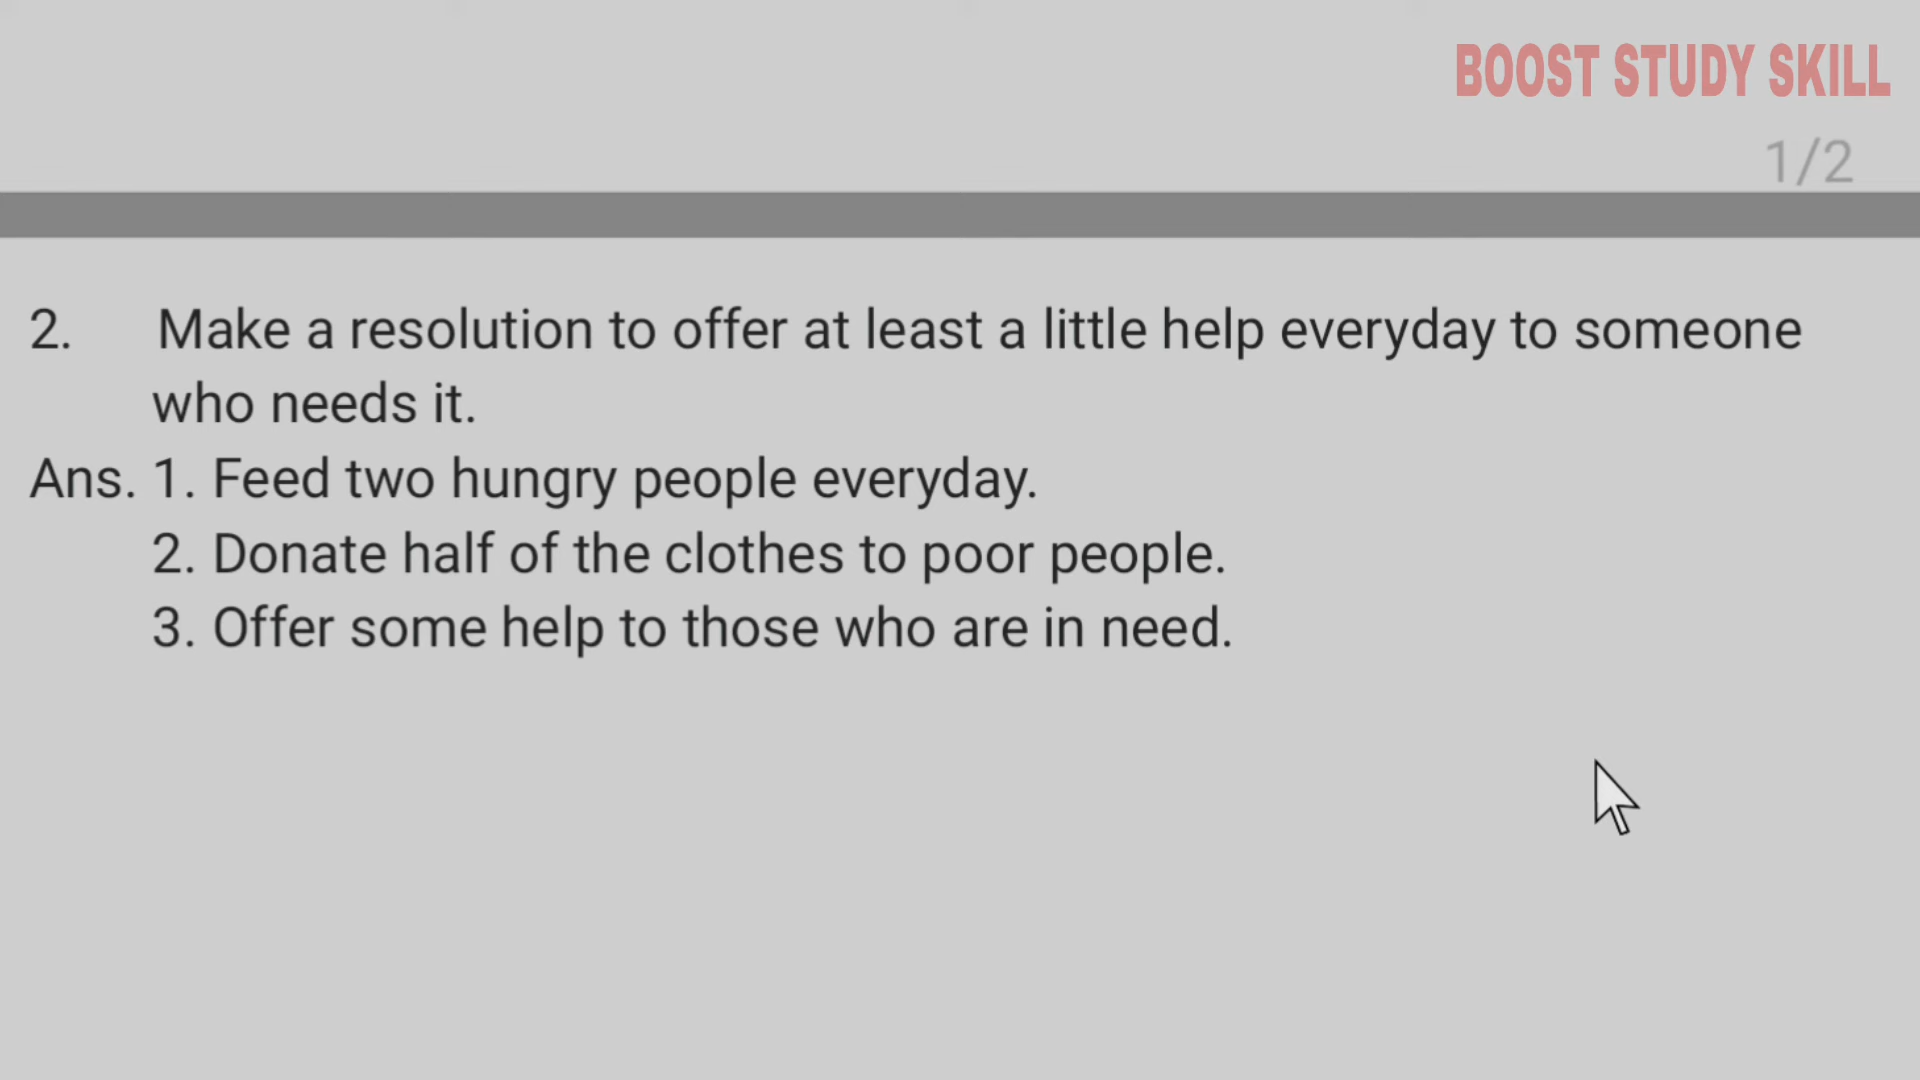 BOOST STUDY SKILL
1/2
2. Make a resolution to offer at least a little help everyday to someone
who needs it.
Ans. 1. Feed two hungry people everyday.
2. Donate half of the clothes to poor people.
3. Offer some help to those who are in need.